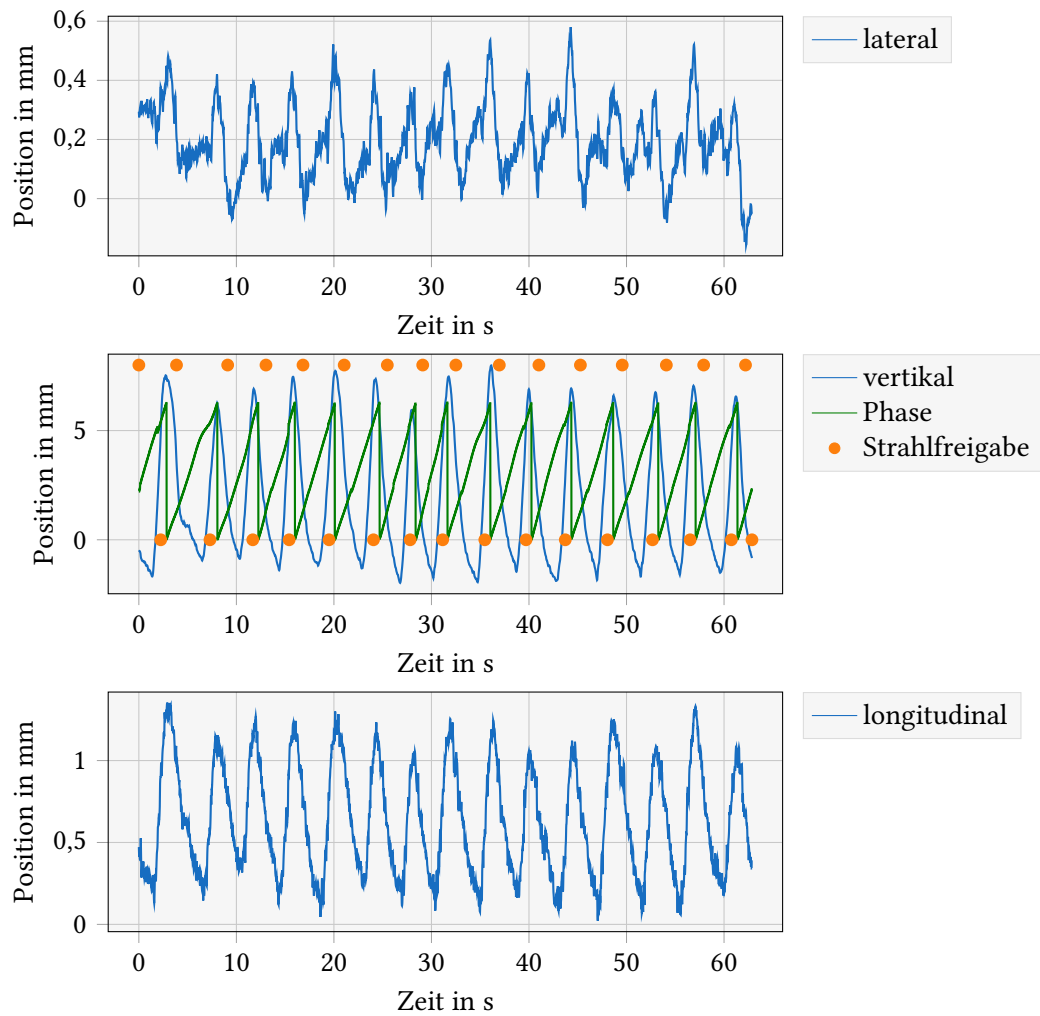 0,6
0,4
0,2
0
Position in mm
0 10 20 30 40 50 60
Zeit in s
lateral
5
0
Position in mm
0 10 20 30 40 50 60
Zeit in s
vertikal
Phase
Strahlfreigabe
1
0,5
0
Position in mm
0 10 20 30 40 50 60
Zeit in s
longitudinal